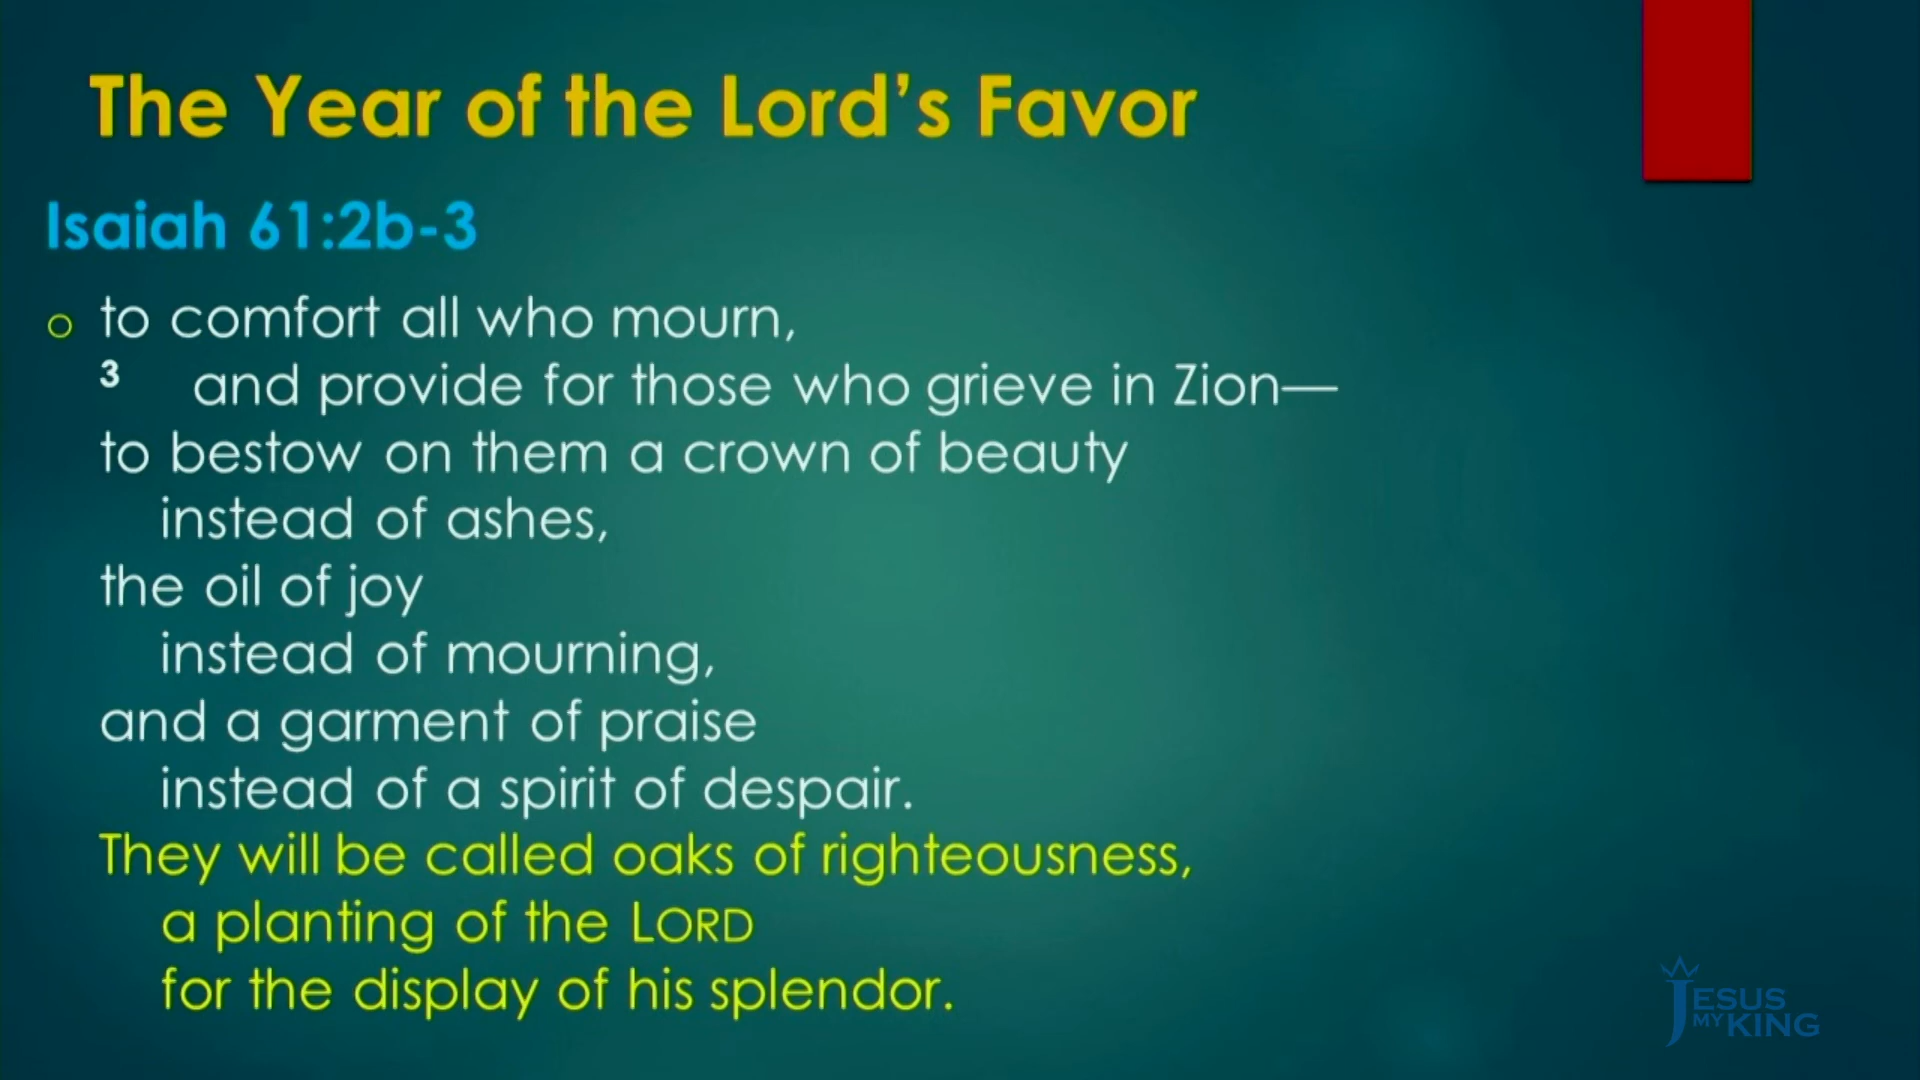 The Year of the Lord’s Favor
Isaiah 61:2b-3
o to comfort all who mourn,
3 and provide for those who grieve in Zion—
to bestow on them a crown of beauty
instead of ashes,
the oil of joy
instead of mourning,
and a garment of praise
instead of a spirit of despair.
They will be called oaks of righteousness,
a planting of the LORD
for the display of his splendor.
JESUS
MY KING